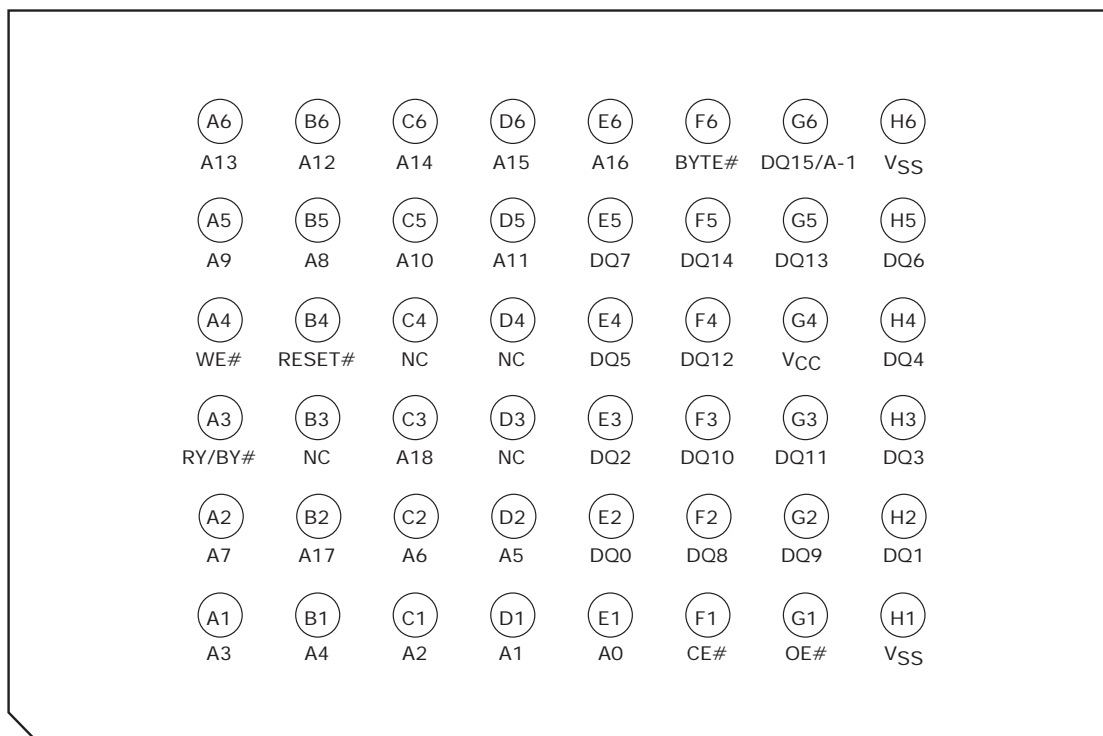 A6 B6 C6 D6 E6 F6 G6 H6
A13 A12 A14 A15 A16 BYTE# DQ15/A-1 VSS
A5 B5 C5 D5 E5 F5 G5 H5
A9 A8 A10 A11 DQ7 DQ14 DQ13 DQ6
A4 B4 C4 D4 E4 F4 G4 H4
WE# RESET# NC NC DQ5 DQ12 VCC DQ4
A3 B3 C3 D3 E3 F3 G3 H3
RY/BY# NC A18 NC DQ2 DQ10 DQ11 DQ3
A2 B2 C2 D2 E2 F2 G2 H2
A7 A17 A6 A5 DQ0 DQ8 DQ9 DQ1
A1 B1 C1 D1 E1 F1 G1 H1
A3 A4 A2 A1 A0 CE# OE# VSS